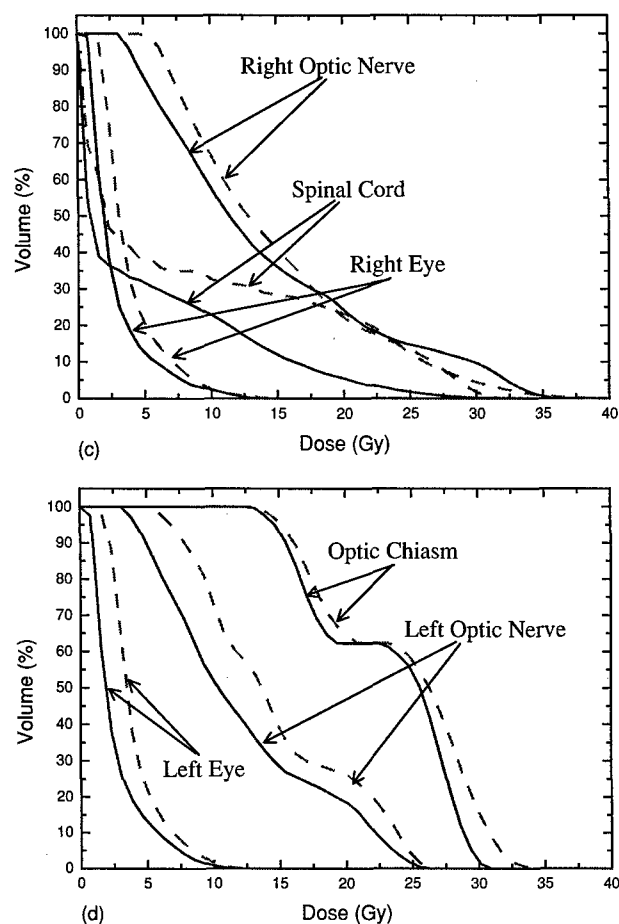 100
90
80
70
60
50
40
30
20
10
0
Volume (%)
Right Optic Nerve
Spinal Cord
Right Eye
0 5 10 15 20 25 30 35 40
(c)
Dose (Gy)
100
90
80
70
60
50
40
30
20
10
0
Volume (%)
Optic Chiasm
Left Optic Nerve
Left Eye
0 5 10 15 20 25 30 35 40
(d)
Dose (Gy)